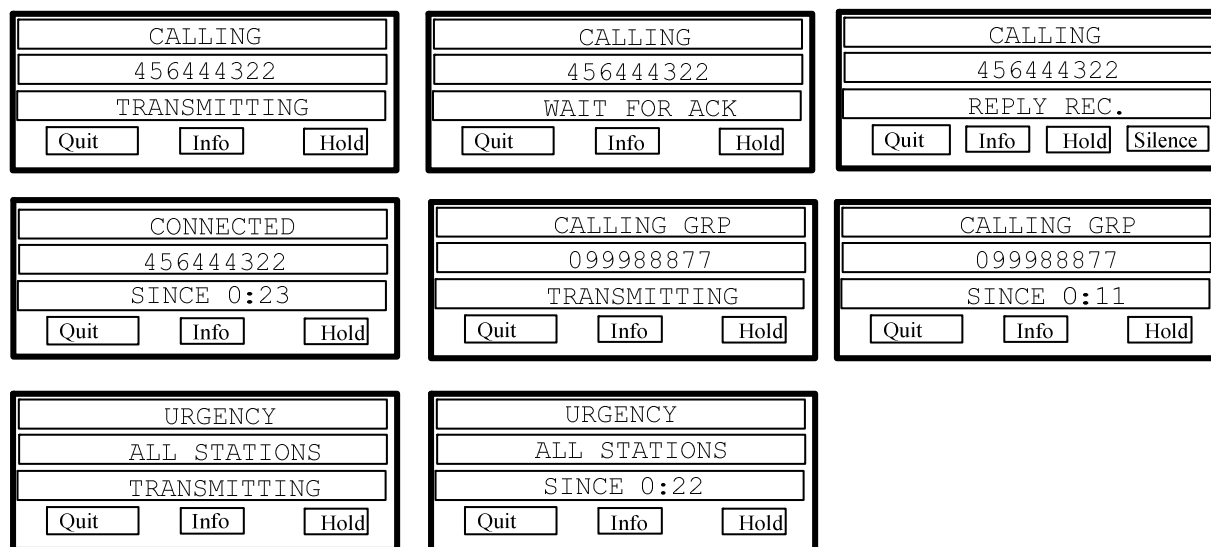 CALLING
456444322
TRANSMITTING
Quit Info Hold
CALLING
456444322
WAIT FOR ACK
Quit Info Hold
CALLING
456444322
REPLY REC.
Quit Info Hold Silence
CONNECTED
456444322
SINCE 0:23
Quit Info Hold
CALLING GRP
099988877
TRANSMITTING
Quit Info Hold
CALLING GRP
099988877
SINCE 0:11
Quit Info Hold
URGENCY
ALL STATIONS
TRANSMITTING
Quit Info Hold
URGENCY
ALL STATIONS
SINCE 0:22
Quit Info Hold